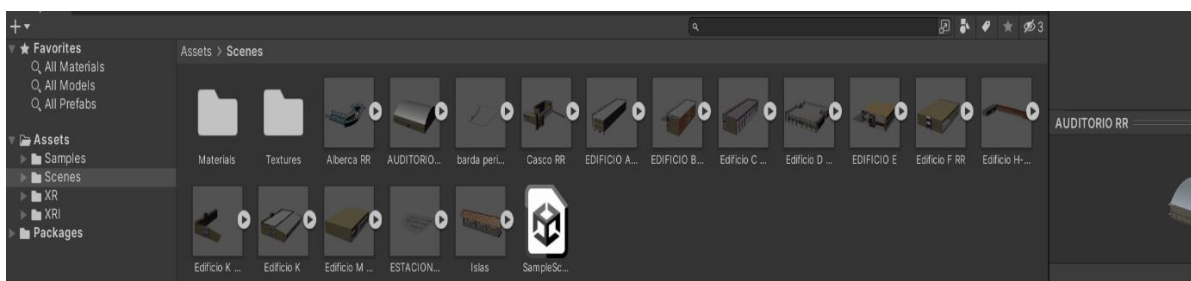 3
Favorites
All Materials
All Models
All Prefabs
Assets
Samples
Scenes
XR
XRI
Packages
Assets > Scenes
Materials Textures Alberca RR AUDITORIO... barda peri... Casco RR EDIFICIO A... EDIFICIO B... Edificio C ... Edificio D ... EDIFICIO E Edificio F RR Edificio H-...
Edificio K ... Edificio K Edificio M ... ESTACION... Islas SampleSc...
AUDITORIO RR